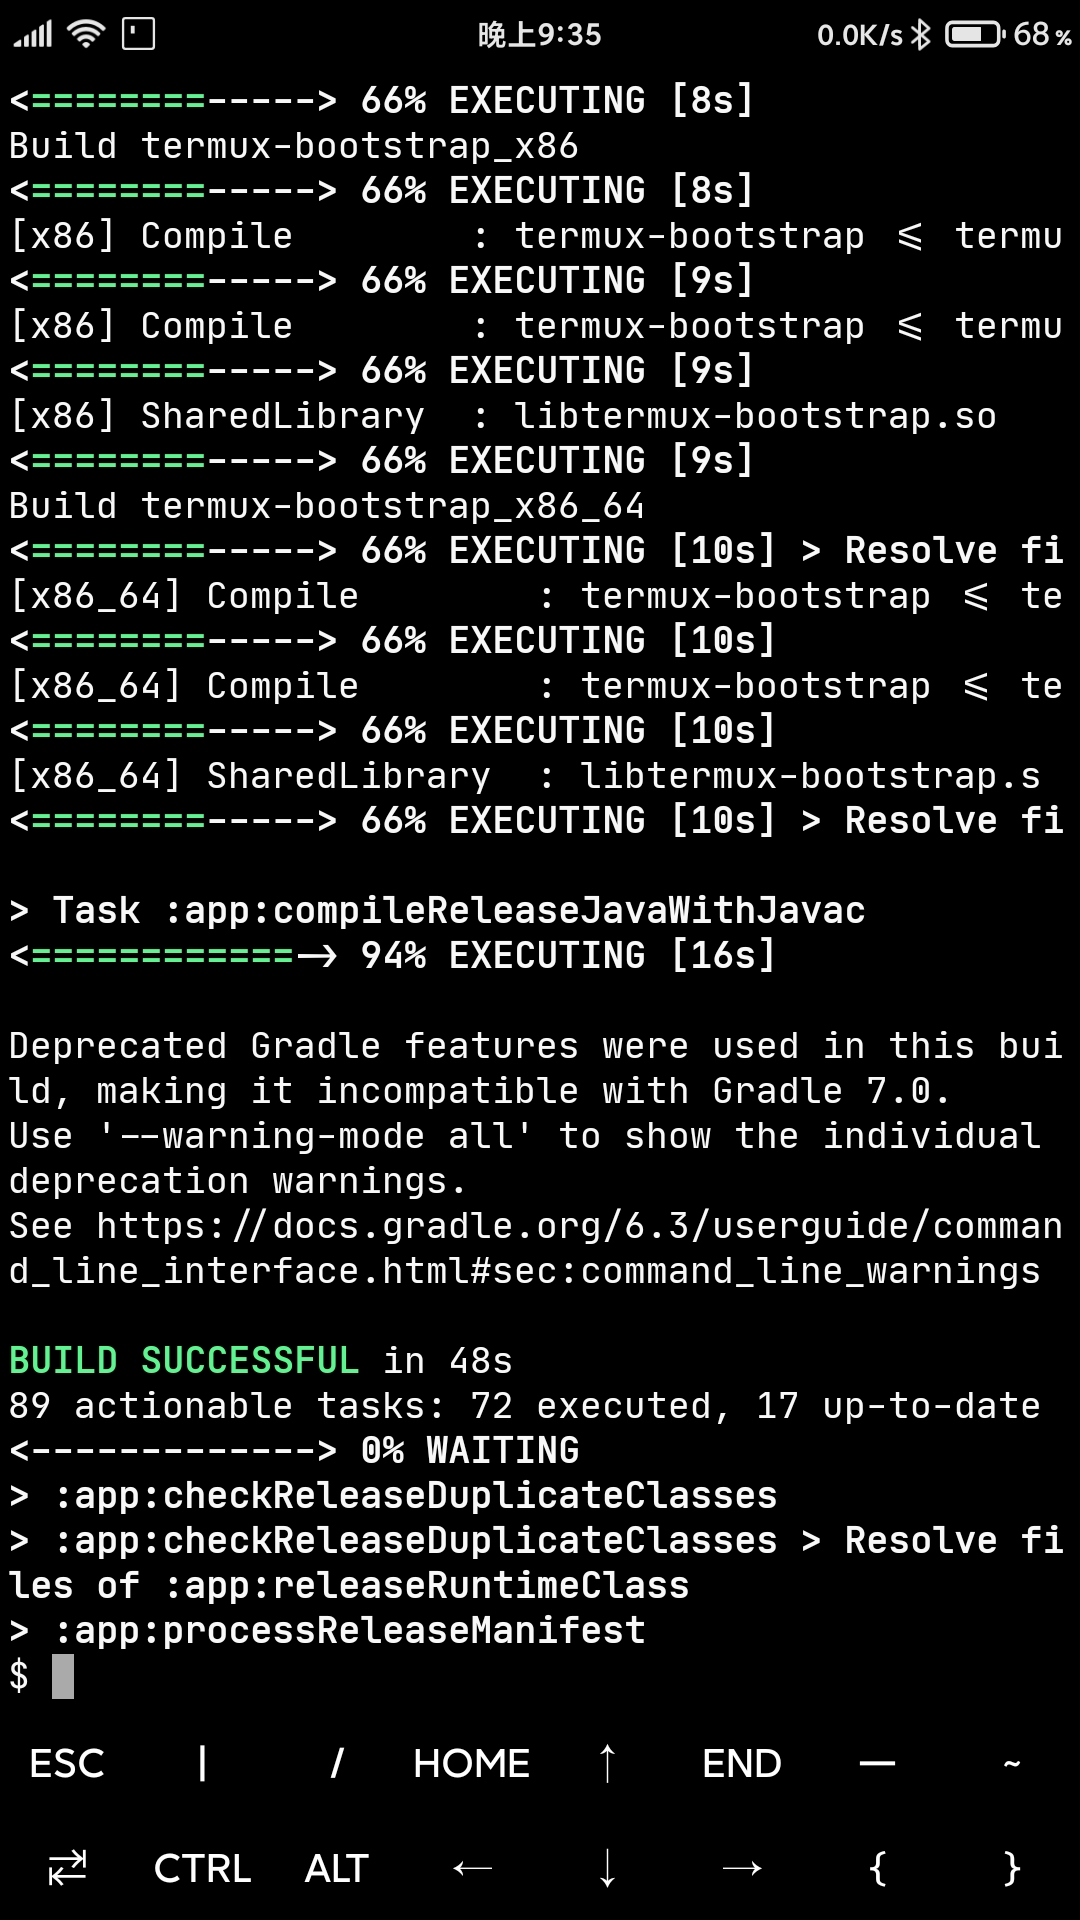 晚上9:35 0.0K/s 68 %
<========-----> 66% EXECUTING [8s]
Build termux-bootstrap_x86
<========-----> 66% EXECUTING [8s]
[x86] Compile        : termux-bootstrap <= termu
<========-----> 66% EXECUTING [9s]
[x86] Compile        : termux-bootstrap <= termu
<========-----> 66% EXECUTING [9s]
[x86] SharedLibrary  : libtermux-bootstrap.so
<========-----> 66% EXECUTING [9s]
Build termux-bootstrap_x86_64
<========-----> 66% EXECUTING [10s] > Resolve fi
[x86_64] Compile        : termux-bootstrap <= te
<========-----> 66% EXECUTING [10s]
[x86_64] Compile        : termux-bootstrap <= te
<========-----> 66% EXECUTING [10s]
[x86_64] SharedLibrary  : libtermux-bootstrap.s
<========-----> 66% EXECUTING [10s] > Resolve fi
> Task :app:compileReleaseJavaWithJavac
<============-> 94% EXECUTING [16s]
Deprecated Gradle features were used in this bui
ld, making it incompatible with Gradle 7.0.
Use '--warning-mode all' to show the individual
deprecation warnings.
See https://docs.gradle.org/6.3/userguide/comman
d_line_interface.html#sec:command_line_warnings
BUILD SUCCESSFUL in 48s
89 actionable tasks: 72 executed, 17 up-to-date
<-------------> 0% WAITING
> :app:checkReleaseDuplicateClasses
> :app:checkReleaseDuplicateClasses > Resolve fi
les of :app:releaseRuntimeClass
> :app:processReleaseManifest
$
ESC | / HOME ↑ END — ~
⇄ CTRL ALT ← ↓ → { }